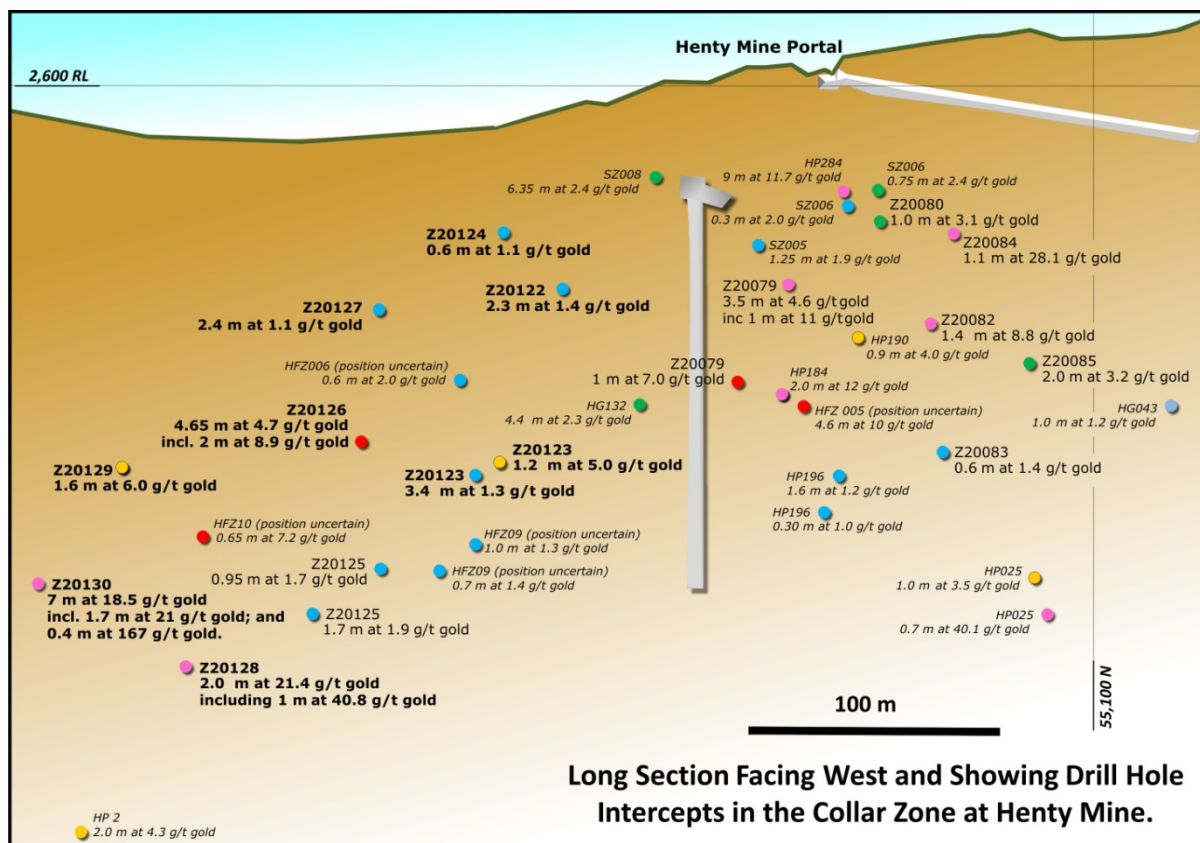 Henty Mine Portal
2,600 RL
SZ008
6.35 m at 2.4 g/t gold
HP284
9 m at 11.7 g/t gold
SZ006
0.75 m at 2.4 g/t gold
SZ006
0.3 m at 2.0 g/t gold
Z20080
1.0 m at 3.1 g/t gold
Z20124
0.6 m at 1.1 g/t gold
SZ005
1.25 m at 1.9 g/t gold
Z20084
1.1 m at 28.1 g/t gold
Z20122
2.3 m at 1.4 g/t gold
Z20079
3.5 m at 4.6 g/t gold
inc 1 m at 11 g/t gold
Z20127
2.4 m at 1.1 g/t gold
Z20082
1.4 m at 8.8 g/t gold
HP190
0.9 m at 4.0 g/t gold
HFZ006 (position uncertain)
0.6 m at 2.0 g/t gold
Z20079
1 m at 7.0 g/t gold
Z20085
2.0 m at 3.2 g/t gold
HP184
2.0 m at 12 g/t gold
Z20126
4.65 m at 4.7 g/t gold
incl. 2 m at 8.9 g/t gold
HG132
4.4 m at 2.3 g/t gold
HFZ 005 (position uncertain)
4.6 m at 10 g/t gold
HG043
1.0 m at 1.2 g/t gold
Z20129
1.6 m at 6.0 g/t gold
Z20123
1.2 m at 5.0 g/t gold
Z20123
3.4 m at 1.3 g/t gold
Z20083
0.6 m at 1.4 g/t gold
HP196
1.6 m at 1.2 g/t gold
HP196
0.30 m at 1.0 g/t gold
HFZ10 (position uncertain)
0.65 m at 7.2 g/t gold
HFZ09 (position uncertain)
1.0 m at 1.3 g/t gold
Z20125
0.95 m at 1.7 g/t gold
HFZ09 (position uncertain)
0.7 m at 1.4 g/t gold
HP025
1.0 m at 3.5 g/t gold
Z20130
7 m at 18.5 g/t gold
incl. 1.7 m at 21 g/t gold; and
0.4 m at 167 g/t gold.
Z20125
1.7 m at 1.9 g/t gold
HP025
0.7 m at 40.1 g/t gold
Z20128
2.0 m at 21.4 g/t gold
including 1 m at 40.8 g/t gold
55,100 N
100 m
Long Section Facing West and Showing Drill Hole
Intercepts in the Collar Zone at Henty Mine.
HP 2
2.0 m at 4.3 g/t gold